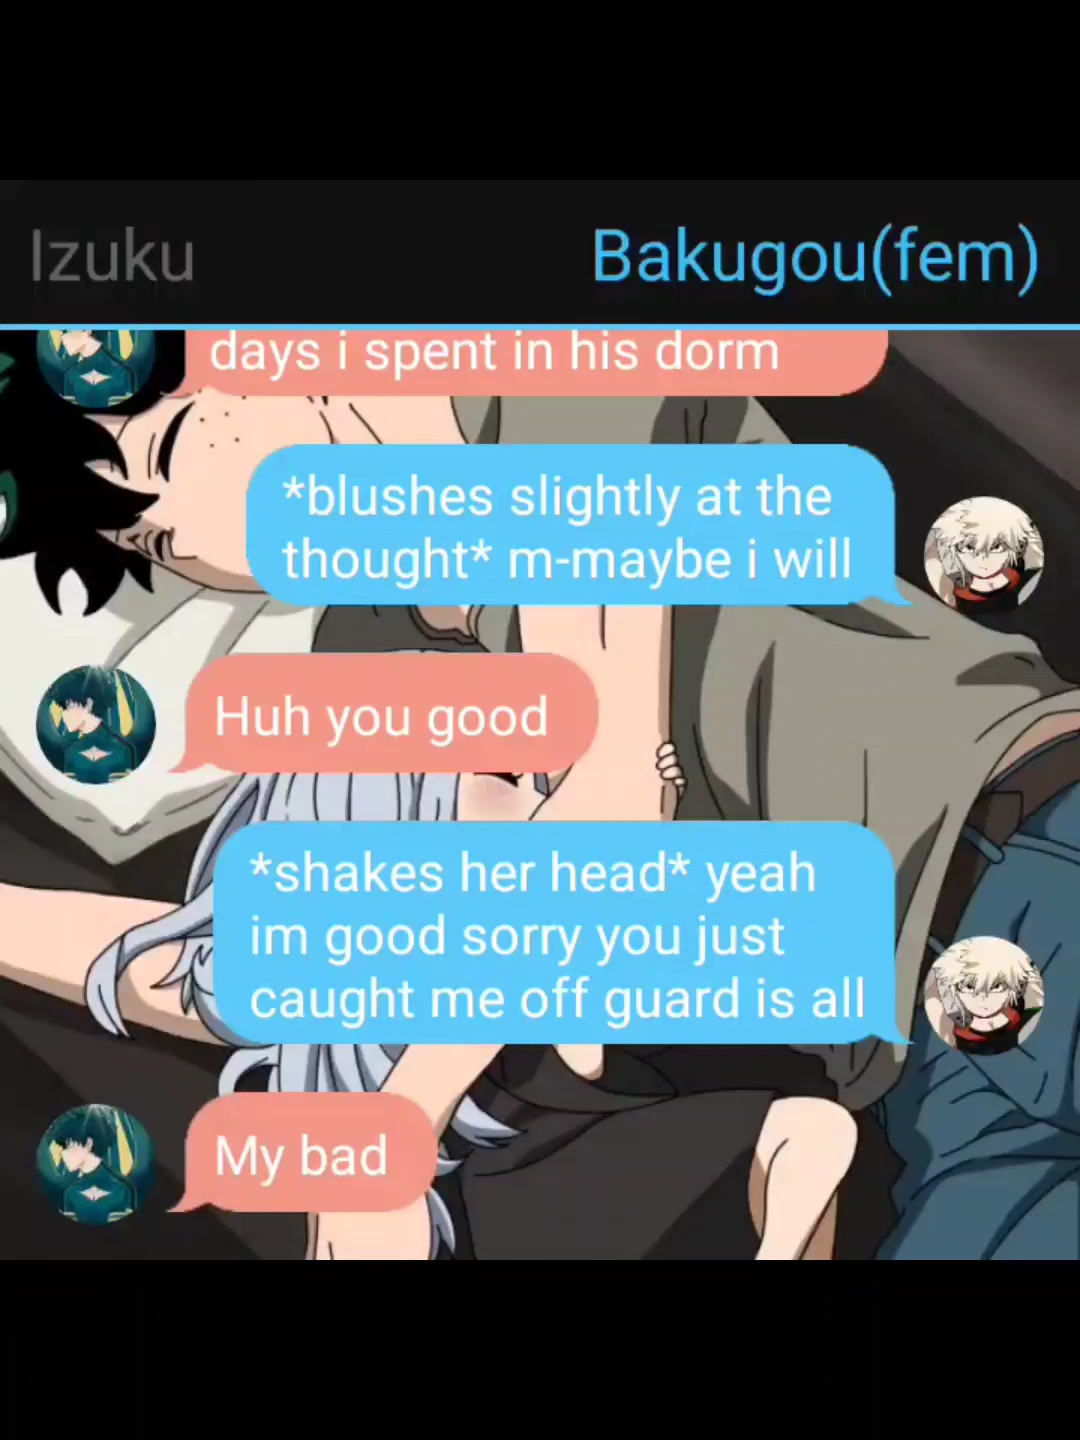 Izuku
Bakugou(fem)
days i spent in his dorm
*blushes slightly at the
thought* m-maybe i will
Huh you good
*shakes her head* yeah
im good sorry you just
caught me off guard is all
My bad